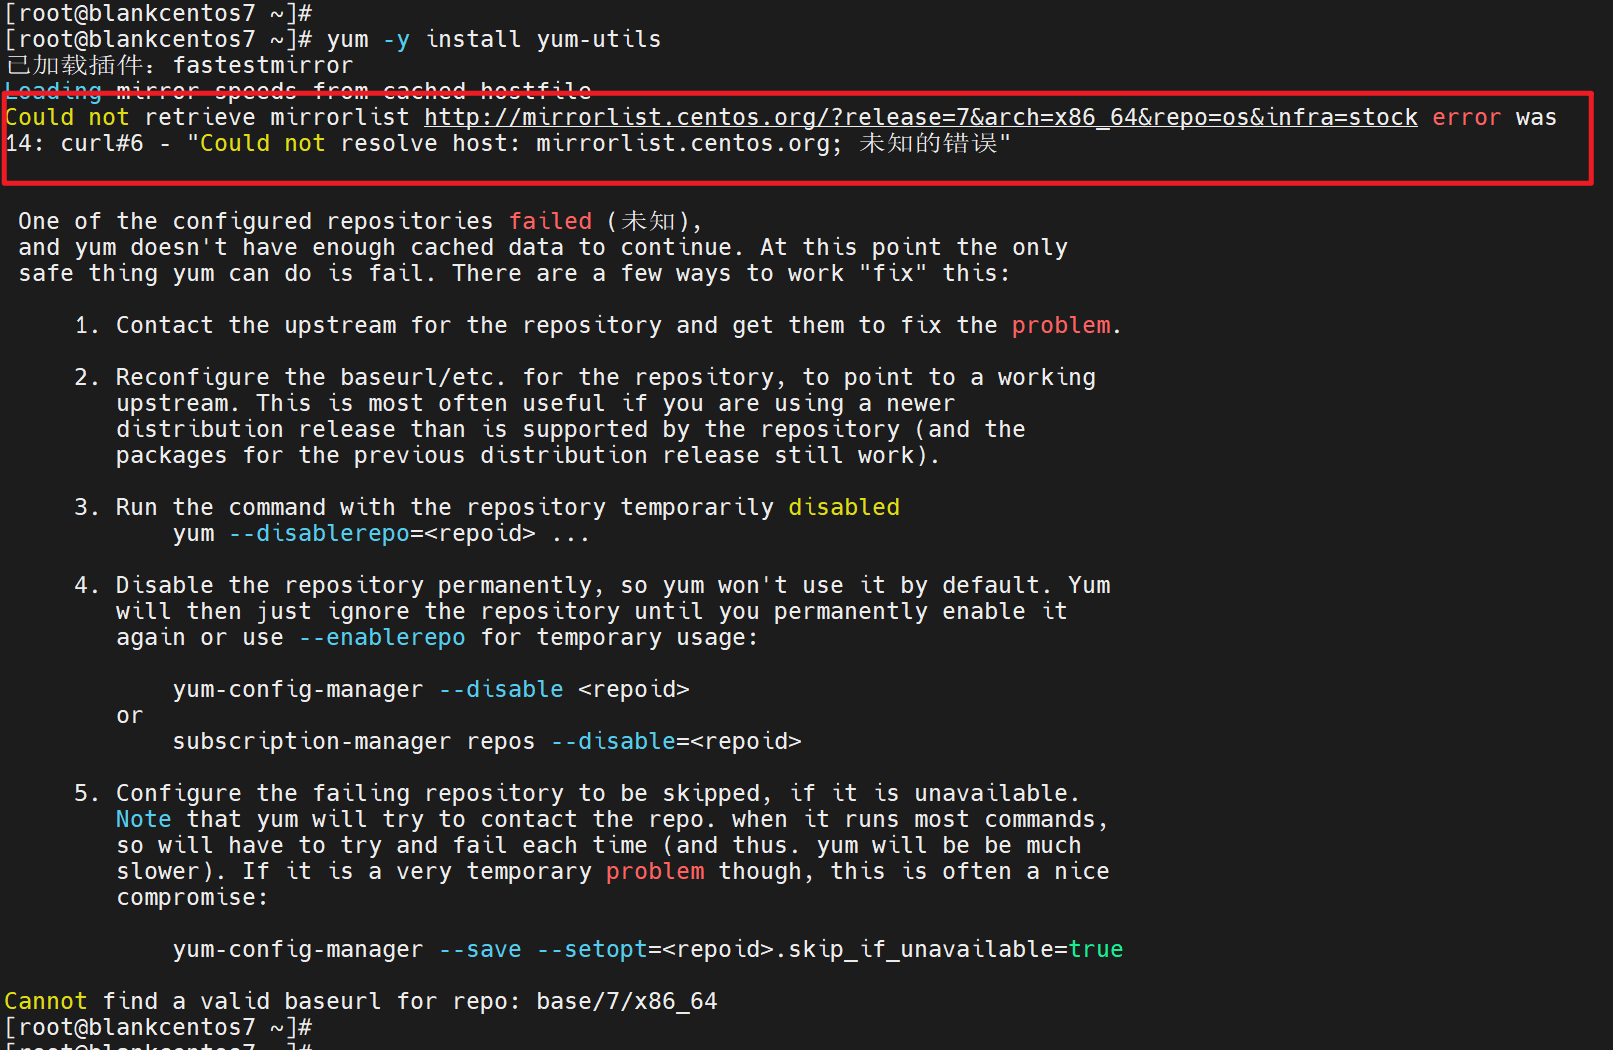 [root@blankcentos7 ~]#
[root@blankcentos7 ~]# yum -y install yum-utils
已加载插件：fastestmirror
Loading mirror speeds from cached hostfile
Could not retrieve mirrorlist http://mirrorlist.centos.org/?release=7&arch=x86_64&repo=os&infra=stock error was
14: curl#6 - "Could not resolve host: mirrorlist.centos.org; 未知的错误"
One of the configured repositories failed (未知),
and yum doesn't have enough cached data to continue. At this point the only
safe thing yum can do is fail. There are a few ways to work "fix" this:
1. Contact the upstream for the repository and get them to fix the problem.
2. Reconfigure the baseurl/etc. for the repository, to point to a working
upstream. This is most often useful if you are using a newer
distribution release than is supported by the repository (and the
packages for the previous distribution release still work).
3. Run the command with the repository temporarily disabled
yum --disablerepo=<repoid> ...
4. Disable the repository permanently, so yum won't use it by default. Yum
will then just ignore the repository until you permanently enable it
again or use --enablerepo for temporary usage:
yum-config-manager --disable <repoid>
or
subscription-manager repos --disable=<repoid>
5. Configure the failing repository to be skipped, if it is unavailable.
Note that yum will try to contact the repo. when it runs most commands,
so will have to try and fail each time (and thus. yum will be be much
slower). If it is a very temporary problem though, this is often a nice
compromise:
yum-config-manager --save --setopt=<repoid>.skip_if_unavailable=true
Cannot find a valid baseurl for repo: base/7/x86_64
[root@blankcentos7 ~]#
[root@blankcentos7 ~]#